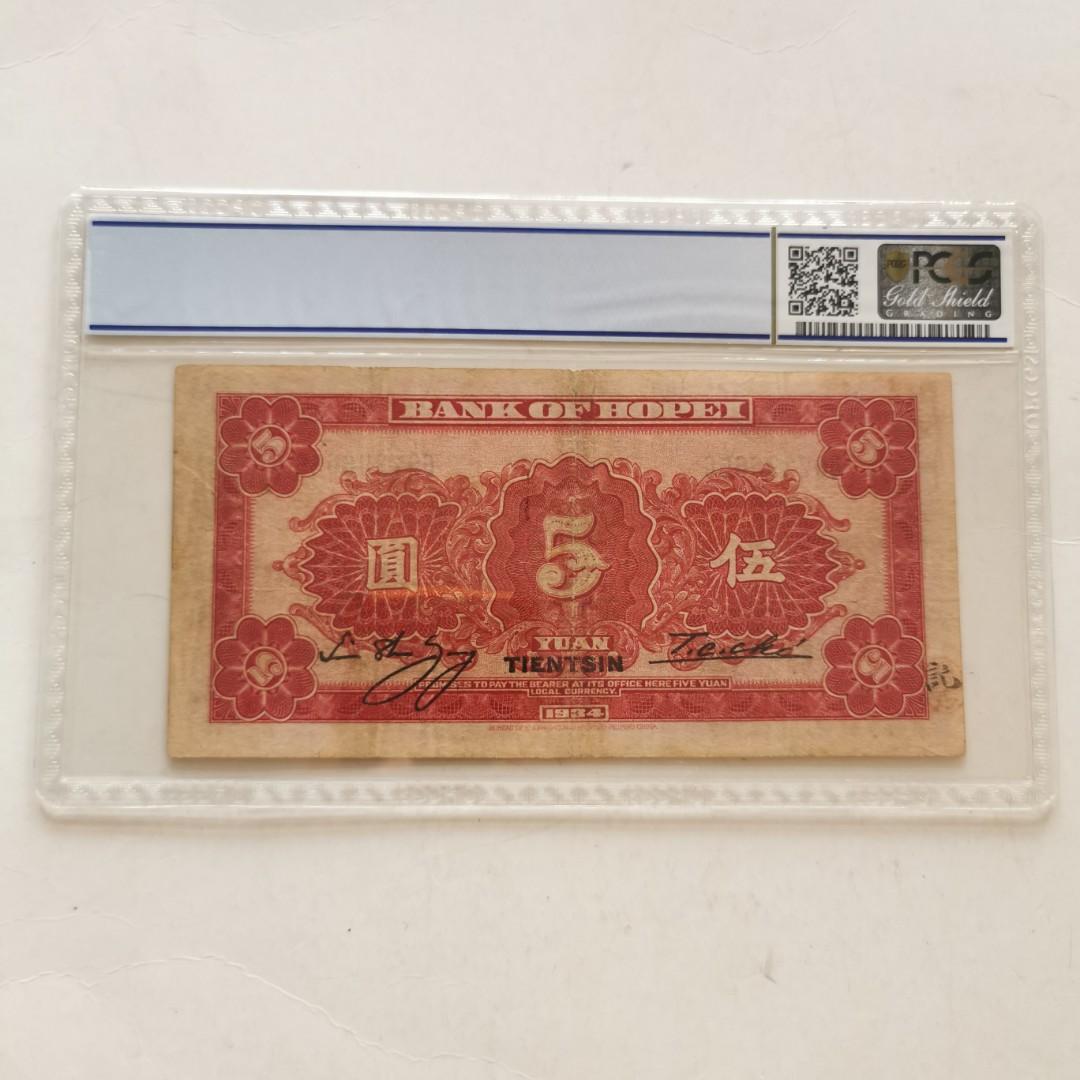 PCGS
PCGS
Gold Shield
GRADING
BANK OF HOPEI
5 5
圓 5 伍
YUAN
TIENTSIN
5 5
PROMISES TO PAY THE BEARER AT ITS OFFICE HERE FIVE YUAN
LOCAL CURRENCY.
1934